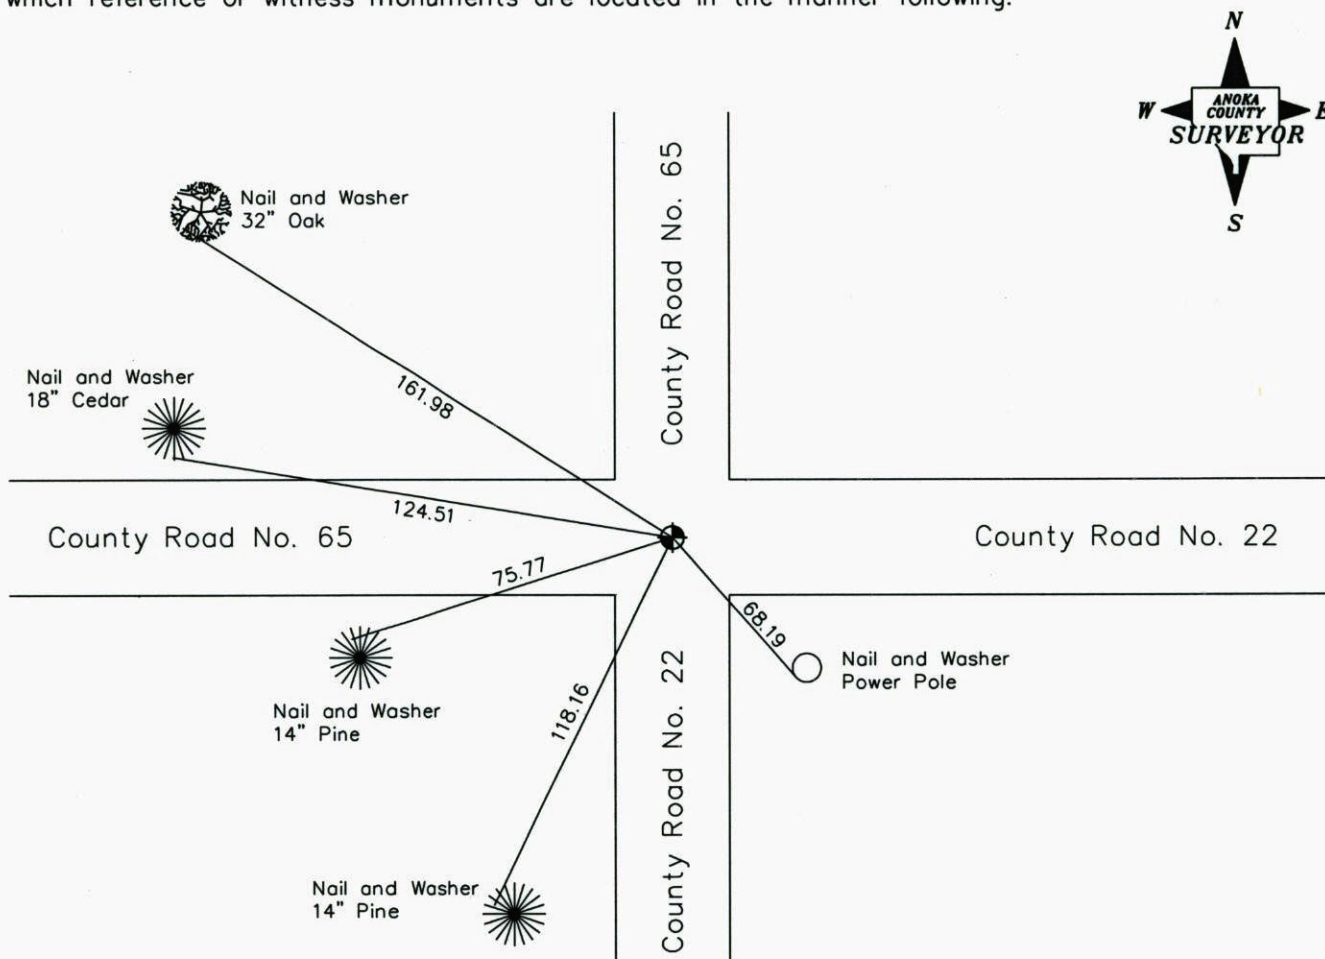 which reference or witness monuments are located in the manner following:
N
W
ANOKA
COUNTY
E
SURVEYOR
S
County Road No. 65
Nail and Washer
32" Oak
Nail and Washer
18" Cedar
161.98
124.51
County Road No. 65
County Road No. 22
75.77
68.19
Nail and Washer
Power Pole
Nail and Washer
14" Pine
118.16
County Road No. 22
Nail and Washer
14" Pine